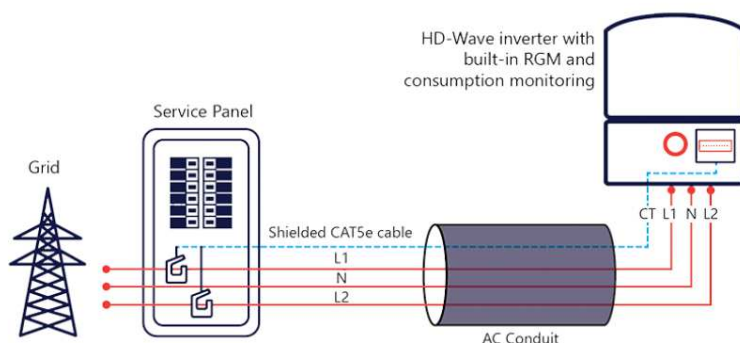 HD-Wave inverter with
built-in RGM and
consumption monitoring
Service Panel
Grid
CT L1 N L2
Shielded CAT5e cable
L1
N
L2
AC Conduit